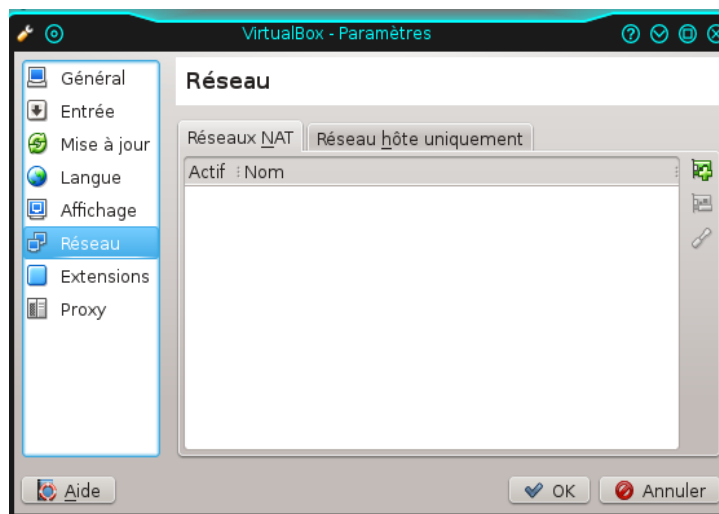 VirtualBox - Paramètres
Général
Entrée
Mise à jour
Langue
Affichage
Réseau
Extensions
Proxy
Réseau
Réseaux NAT
Réseau hôte uniquement
Actif Nom
Aide
OK
Annuler